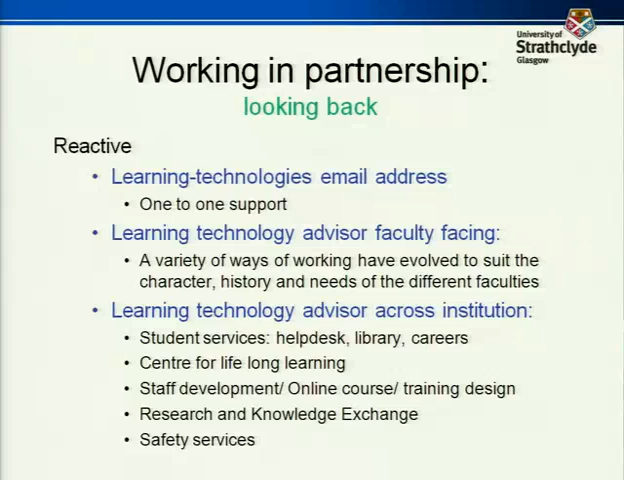 University of
Strathclyde
Glasgow
Working in partnership:
looking back
Reactive
• Learning-technologies email address
• One to one support
• Learning technology advisor faculty facing:
• A variety of ways of working have evolved to suit the
character, history and needs of the different faculties
• Learning technology advisor across institution:
• Student services: helpdesk, library, careers
• Centre for life long learning
• Staff development/ Online course/ training design
• Research and Knowledge Exchange
• Safety services